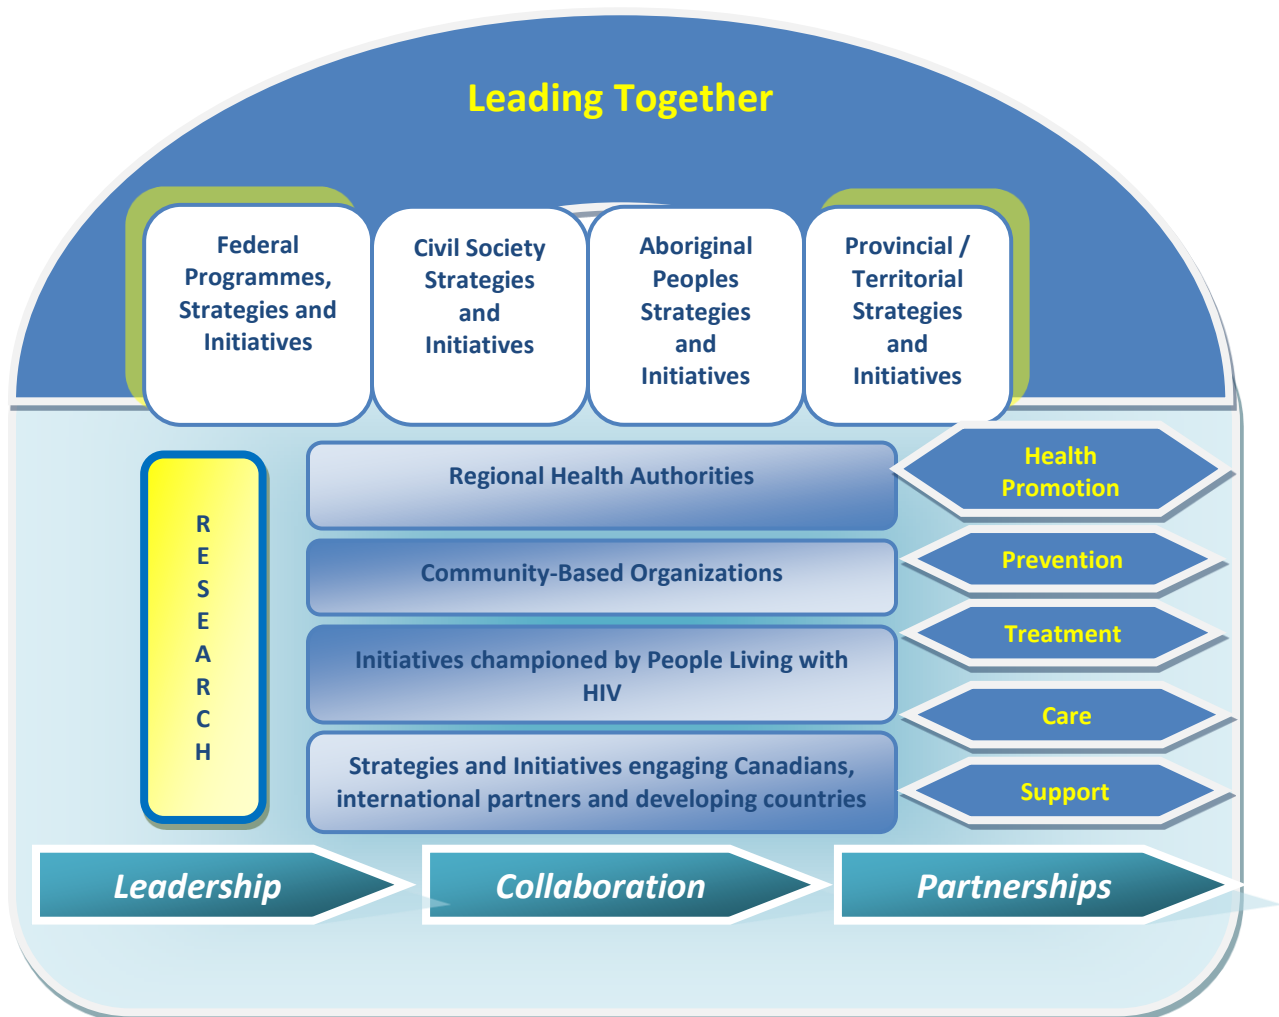 Leading Together
Federal
Programmes,
Strategies and
Initiatives
Civil Society
Strategies
and
Initiatives
Aboriginal
Peoples
Strategies
and
Initiatives
Provincial /
Territorial
Strategies
and
Initiatives
R
E
S
E
A
R
C
H
Regional Health Authorities
Community-Based Organizations
Initiatives championed by People Living with
HIV
Strategies and Initiatives engaging Canadians,
international partners and developing countries
Health
Promotion
Prevention
Treatment
Care
Support
Leadership
Collaboration
Partnerships